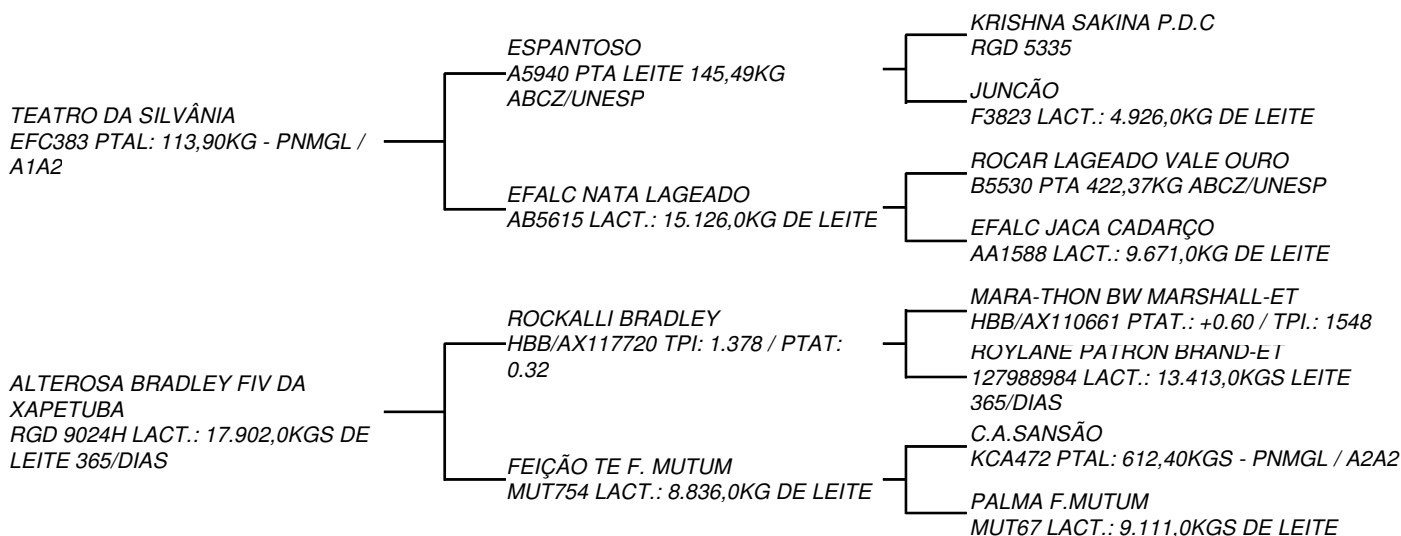 TEATRO DA SILVÂNIA
EFC383 PTAL: 113,90KG - PNMGL /
A1A2
ESPANTOSO
A5940 PTA LEITE 145,49KG
ABCZ/UNESP
KRISHNA SAKINA P.D.C
RGD 5335
JUNCÃO
F3823 LACT.: 4.926,0KG DE LEITE
EFALC NATA LAGEADO
AB5615 LACT.: 15.126,0KG DE LEITE
ROCAR LAGEADO VALE OURO
B5530 PTA 422,37KG ABCZ/UNESP
EFALC JACA CADARÇO
AA1588 LACT.: 9.671,0KG DE LEITE
ALTEROSA BRADLEY FIV DA
XAPETUBA
RGD 9024H LACT.: 17.902,0KGS DE
LEITE 365/DIAS
ROCKALLI BRADLEY
HBB/AX117720 TPI: 1.378 / PTAT:
0.32
MARA-THON BW MARSHALL-ET
HBB/AX110661 PTAT.: +0.60 / TPI.: 1548
ROYLANE PATRON BRAND-ET
127988984 LACT.: 13.413,0KGS LEITE
365/DIAS
FEIÇÃO TE F. MUTUM
MUT754 LACT.: 8.836,0KG DE LEITE
C.A.SANSÃO
KCA472 PTAL: 612,40KGS - PNMGL / A2A2
PALMA F.MUTUM
MUT67 LACT.: 9.111,0KGS DE LEITE